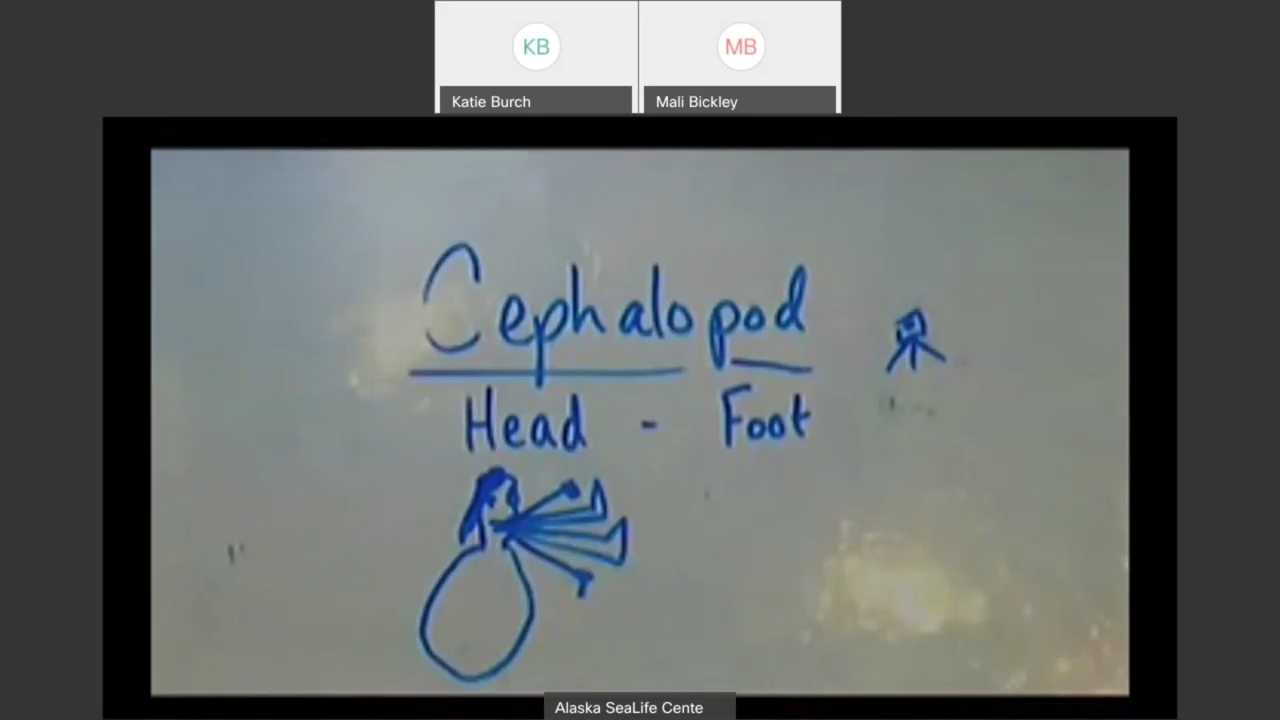 KB
MB
Katie Burch
Mali Bickley
Cephalopod
Head - Foot
Alaska SeaLife Cente